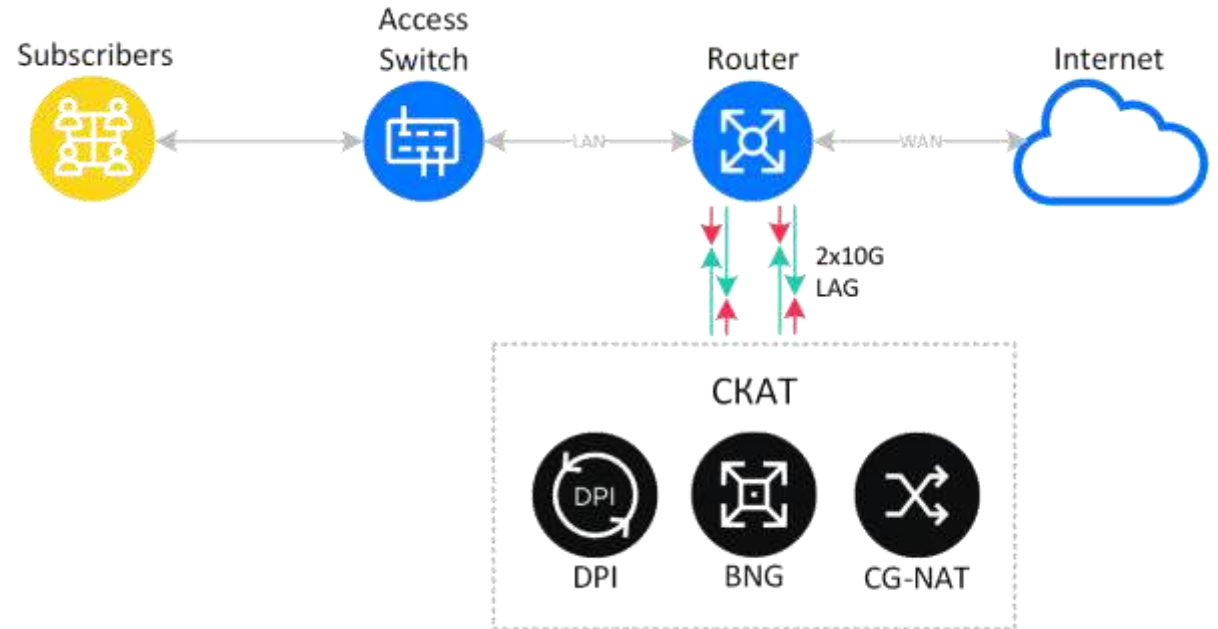 Subscribers
Access
Switch
Router
Internet
LAN
WAN
2x10G
LAG
СКАТ
DPI
DPI
BNG
CG-NAT